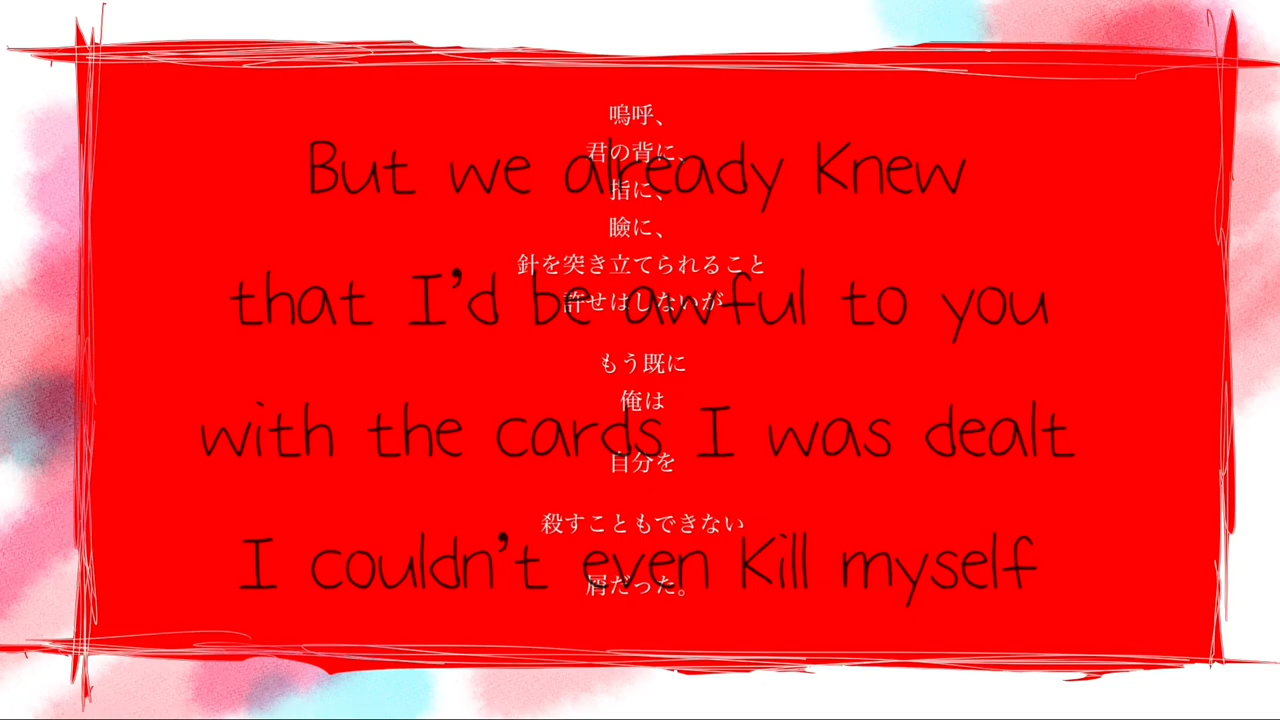 嗚呼、
君の背に、
指に、
瞼に、
針を突き立てられること
許せはしないが
もう既に
俺は
自分を
殺すこともできない
屑だった。
But we already Knew
that I'd be awful to you
with the cards I was dealt
I couldn't even Kill myself